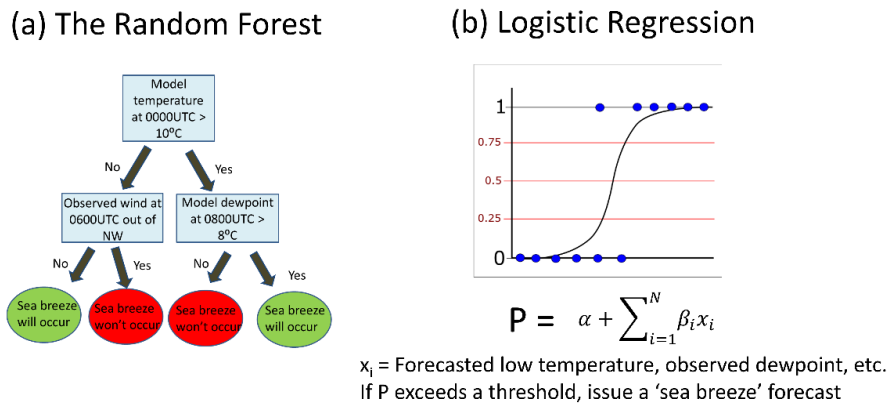 (a) The Random Forest
Model
temperature
at 0000UTC >
10⁰C
No
Yes
Observed wind at
0600UTC out of
NW
Model dewpoint
at 0800UTC >
8⁰C
No
Yes
No
Yes
Sea breeze
will occur
Sea breeze
won't occur
Sea breeze
won't occur
Sea breeze
will occur
(b) Logistic Regression
1
0.75
0.5
0.25
0
P = α + ∑ᵢ₌₁ᴺ βᵢxᵢ
xᵢ = Forecasted low temperature, observed dewpoint, etc.
If P exceeds a threshold, issue a 'sea breeze' forecast